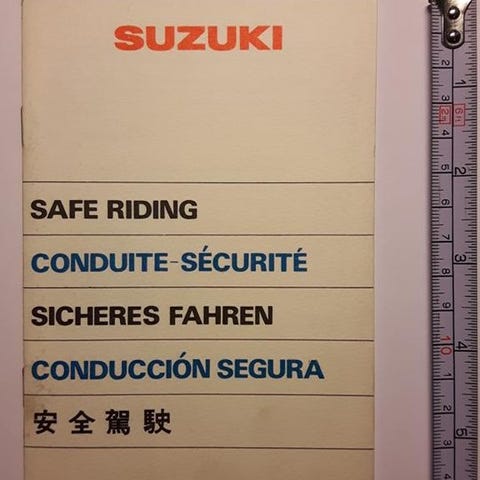 SUZUKI
SAFE RIDING
CONDUITE-SÉCURITÉ
SICHERES FAHREN
CONDUCCIÓN SEGURA
安全駕駛